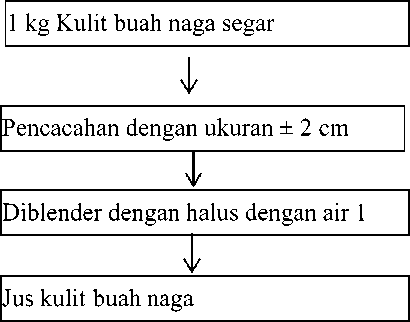 1 kg Kulit buah naga segar
Pencacahan dengan ukuran ± 2 cm
Diblender dengan halus dengan air 1
Jus kulit buah naga